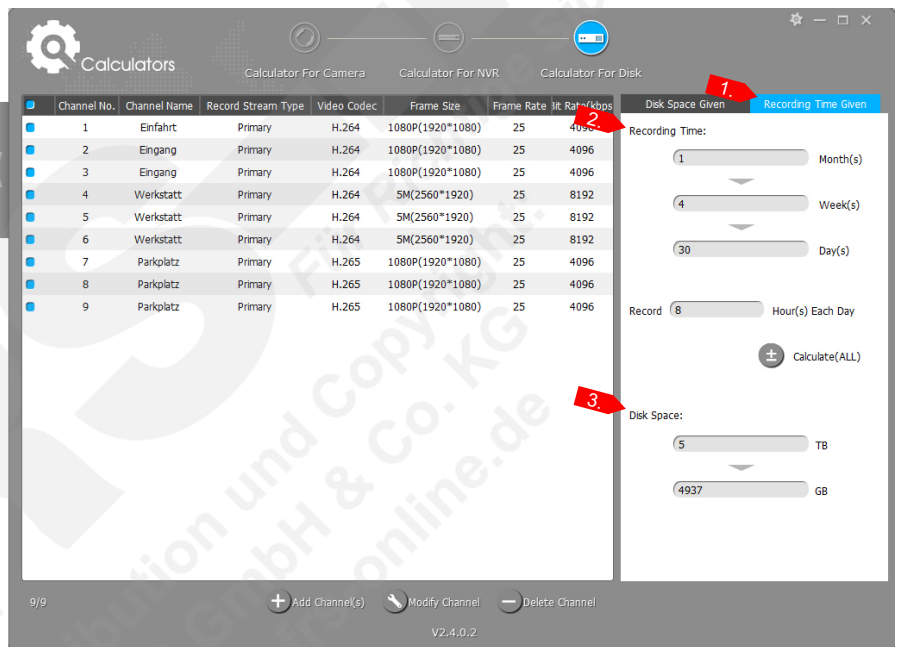 Calculators
Calculator For Camera
Calculator For NVR
Calculator For Disk
Channel No. Channel Name Record Stream Type Video Codec Frame Size Frame Rate Bit Rate(kbps
1 Einfahrt Primary H.264 1080P(1920*1080) 25 4096
2 Eingang Primary H.264 1080P(1920*1080) 25 4096
3 Eingang Primary H.264 1080P(1920*1080) 25 4096
4 Werkstatt Primary H.264 5M(2560*1920) 25 8192
5 Werkstatt Primary H.264 5M(2560*1920) 25 8192
6 Werkstatt Primary H.264 5M(2560*1920) 25 8192
7 Parkplatz Primary H.265 1080P(1920*1080) 25 4096
8 Parkplatz Primary H.265 1080P(1920*1080) 25 4096
9 Parkplatz Primary H.265 1080P(1920*1080) 25 4096
1.
Disk Space Given Recording Time Given
2.
Recording Time:
1 Month(s)
4 Week(s)
30 Day(s)
Record 8 Hour(s) Each Day
Calculate(ALL)
3.
Disk Space:
5 TB
4937 GB
9/9
Add Channel(s)
Modify Channel
Delete Channel
V2.4.0.2